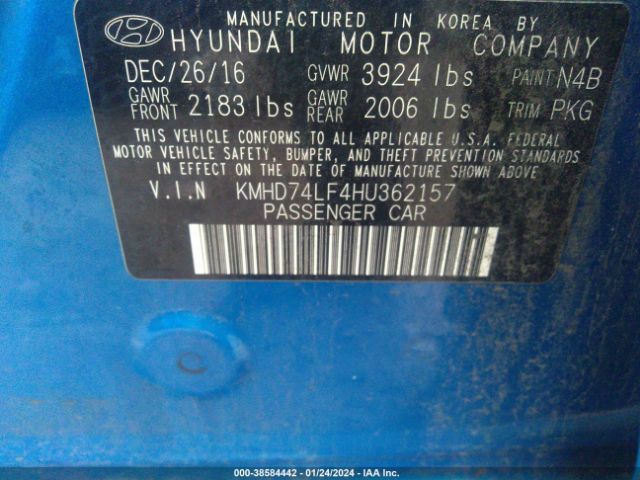 MANUFACTURED IN KOREA BY
HYUNDAI MOTOR COMPANY
DEC/26/16 GVWR 3924 lbs PAINT N4B
GAWR FRONT 2183 lbs GAWR REAR 2006 lbs TRIM PKG
THIS VEHICLE CONFORMS TO ALL APPLICABLE U.S.A. FEDERAL
MOTOR VEHICLE SAFETY, BUMPER, AND THEFT PREVENTION STANDARDS
IN EFFECT ON THE DATE OF MANUFACTURE SHOWN ABOVE.
V.I.N KMHD74LF4HU362157
PASSENGER CAR
000-38584442 - 01/24/2024 - IAA Inc.